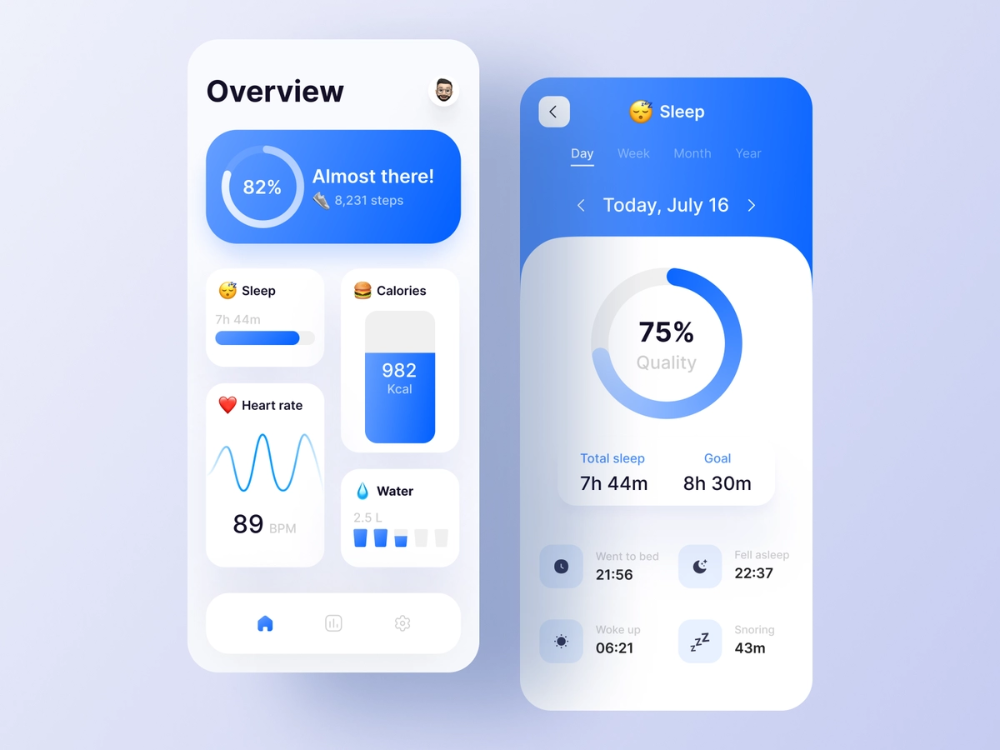 Overview
82%
Almost there!
8,231 steps
Sleep
7h 44m
Calories
982
Kcal
Heart rate
89 BPM
Water
2.5 L
Sleep
Day Week Month Year
Today, July 16
75%
Quality
Total sleep Goal
7h 44m 8h 30m
Went to bed
21:56
Fell asleep
22:37
Woke up
06:21
Snoring
43m